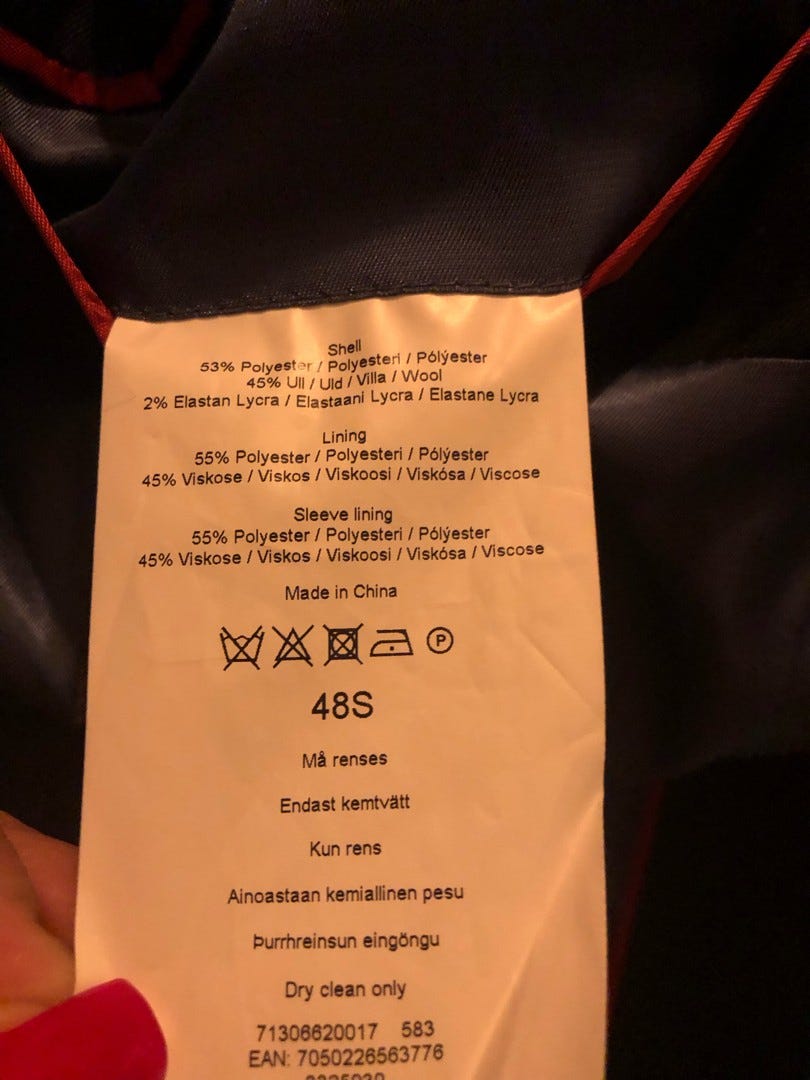 Shell
53% Polyester / Polyesteri / Pólýester
45% Ull / Uld / Villa / Wool
2% Elastan Lycra / Elastaani Lycra / Elastane Lycra
Lining
55% Polyester / Polyesteri / Pólýester
45% Viskose / Viskos / Viskoosi / Viskósa / Viscose
Sleeve lining
55% Polyester / Polyesteri / Pólýester
45% Viskose / Viskos / Viskoosi / Viskósa / Viscose
Made in China
P
48S
Må renses
Endast kemtvätt
Kun rens
Ainoastaan kemiallinen pesu
Þurrhreinsun eingöngu
Dry clean only
71306620017 583
EAN: 7050226563776